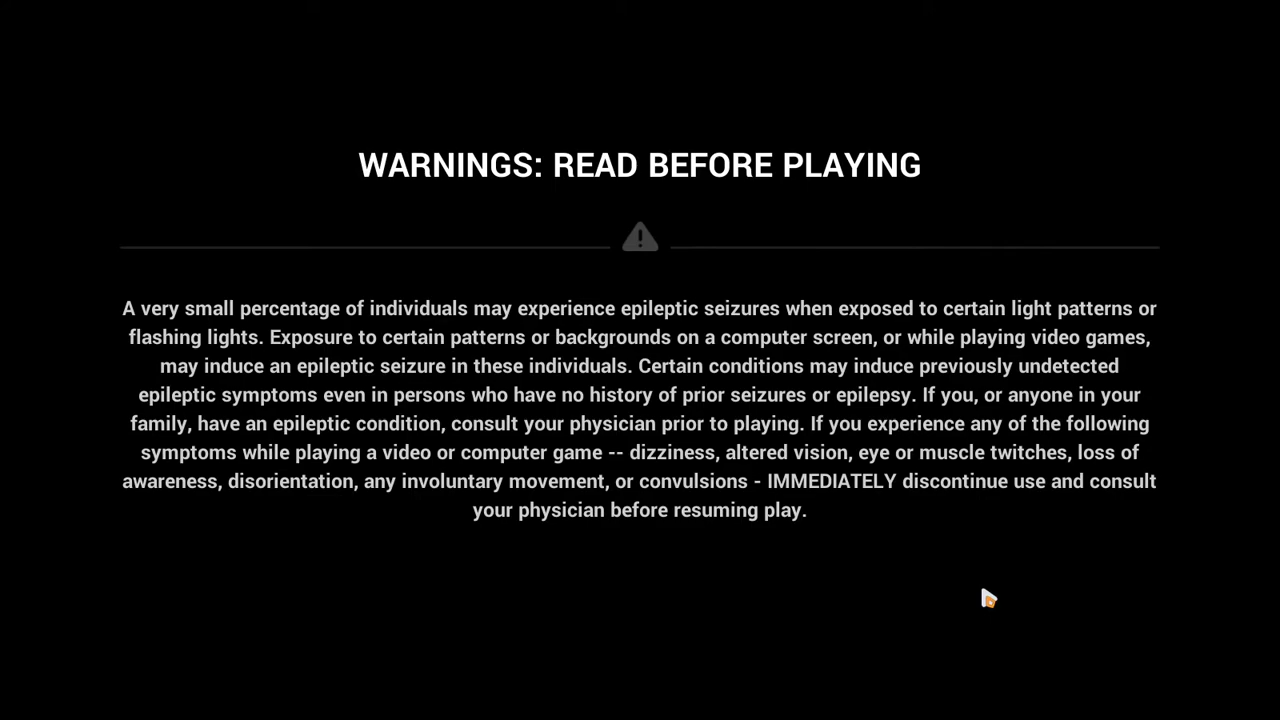 WARNINGS: READ BEFORE PLAYING
A very small percentage of individuals may experience epileptic seizures when exposed to certain light patterns or
flashing lights. Exposure to certain patterns or backgrounds on a computer screen, or while playing video games,
may induce an epileptic seizure in these individuals. Certain conditions may induce previously undetected
epileptic symptoms even in persons who have no history of prior seizures or epilepsy. If you, or anyone in your
family, have an epileptic condition, consult your physician prior to playing. If you experience any of the following
symptoms while playing a video or computer game -- dizziness, altered vision, eye or muscle twitches, loss of
awareness, disorientation, any involuntary movement, or convulsions - IMMEDIATELY discontinue use and consult
your physician before resuming play.